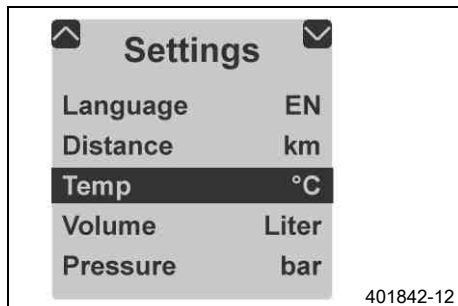 Settings
Language EN
Distance km
Temp °C
Volume Liter
Pressure bar
401842-12